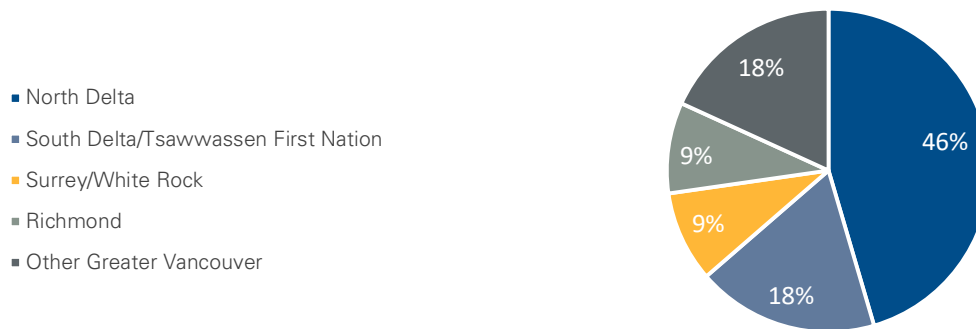 North Delta
South Delta/Tsawwassen First Nation
Surrey/White Rock
Richmond
Other Greater Vancouver
18%
46%
9%
9%
18%